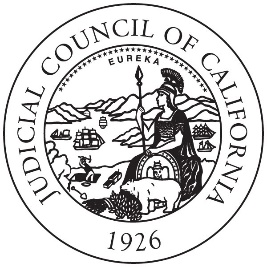 JUDICIAL COUNCIL OF CALIFORNIA
EUREKA
1926